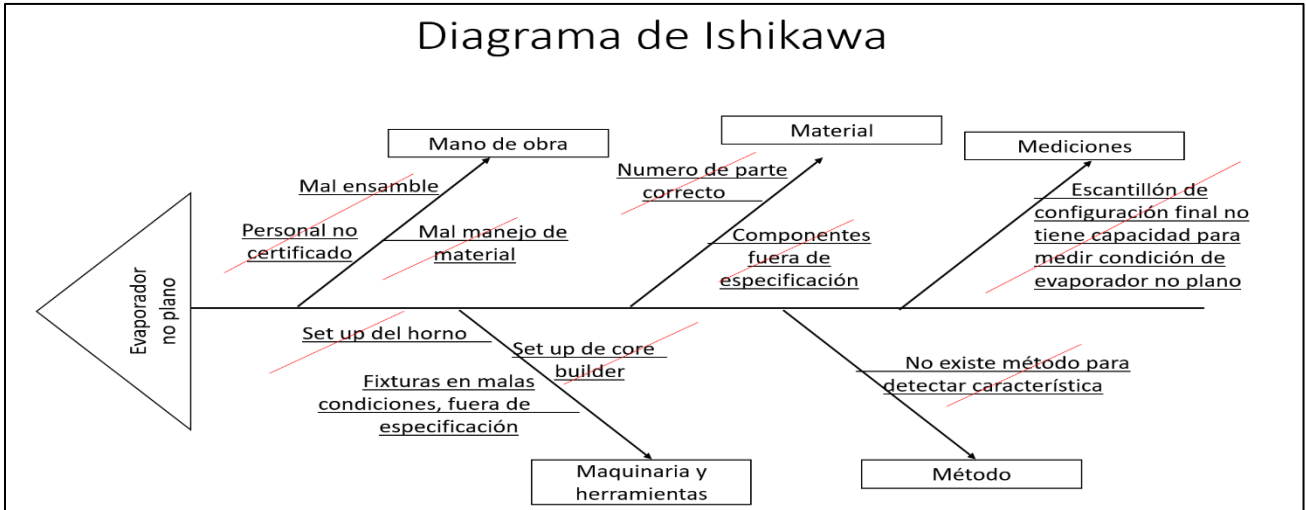 Diagrama de Ishikawa
Mano de obra
Material
Mediciones
Mal ensamble
Personal no
certificado
Mal manejo de
material
Numero de parte
correcto
Componentes
fuera de
especificación
Escantillón de
configuración final no
tiene capacidad para
medir condición de
evaporador no plano
Evaporador
no plano
Set up del horno
Set up de core
builder
Fixturas en malas
condiciones, fuera de
especificación
No existe método para
detectar característica
Maquinaria y
herramientas
Método